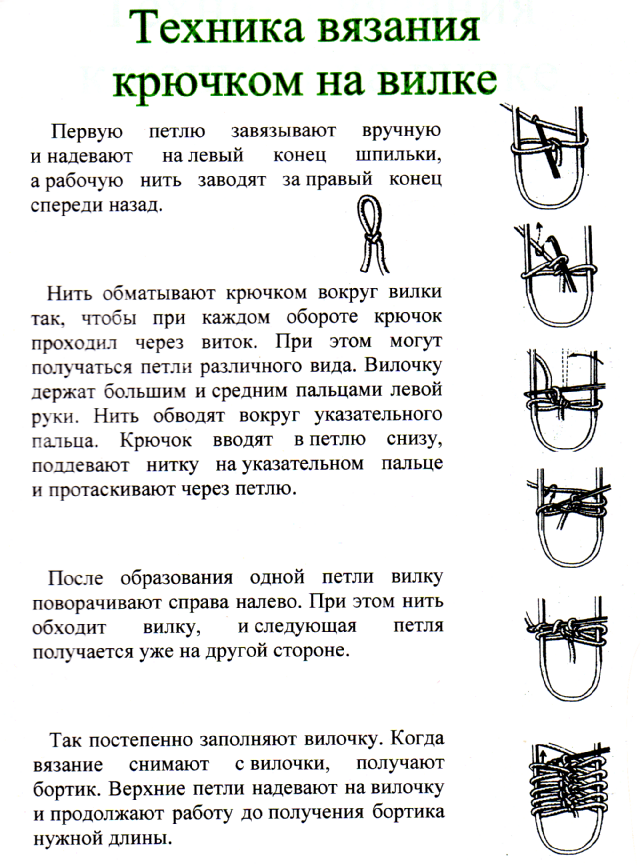 Техника вязания
крючком на вилке
Первую петлю завязывают вручную
и надевают на левый конец шпильки,
а рабочую нить заводят за правый конец
спереди назад.
Нить обматывают крючком вокруг вилки
так, чтобы при каждом обороте крючок
проходил через виток. При этом могут
получаться петли различного вида. Вилочку
держат большим и средним пальцами левой
руки. Нить обводят вокруг указательного
пальца. Крючок вводят в петлю снизу,
поддевают нитку на указательном пальце
и протаскивают через петлю.
После образования одной петли вилку
поворачивают справа налево. При этом нить
обходит вилку, и следующая петля
получается уже на другой стороне.
Так постепенно заполняют вилочку. Когда
вязание снимают с вилочки, получают
бортик. Верхние петли надевают на вилочку
и продолжают работу до получения бортика
нужной длины.